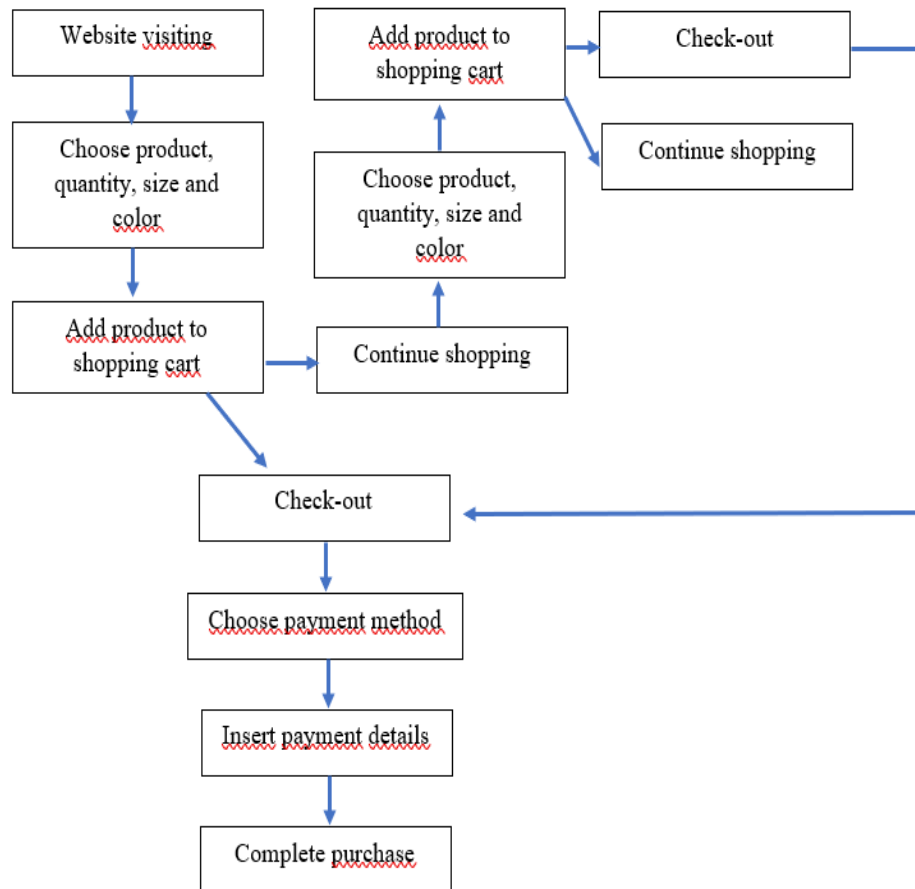 Website visiting
Choose product,
quantity, size and
color
Add product to
shopping cart
Continue shopping
Choose product,
quantity, size and
color
Add product to
shopping cart
Check-out
Continue shopping
Check-out
Choose payment method
Insert payment details
Complete purchase